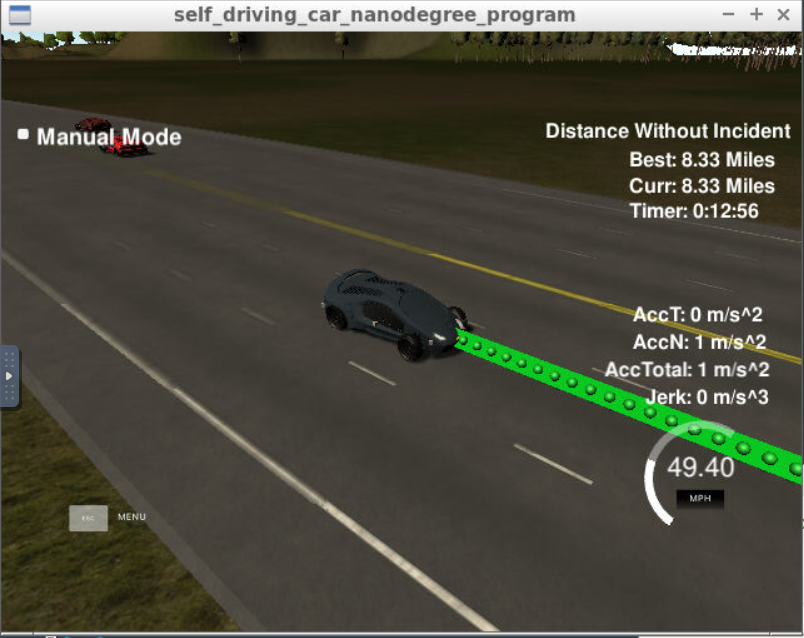 self_driving_car_nanodegree_program
Manual Mode
Distance Without Incident
Best: 8.33 Miles
Curr: 8.33 Miles
Timer: 0:12:56
AccT: 0 m/s^2
AccN: 1 m/s^2
AccTotal: 1 m/s^2
Jerk: 0 m/s^3
49.40
MPH
ESC MENU